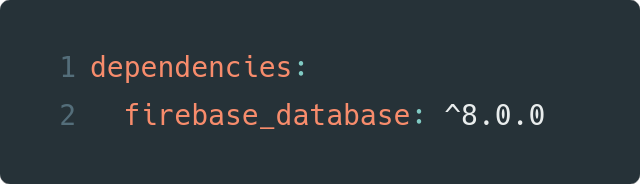 1 dependencies:
2   firebase_database: ^8.0.0